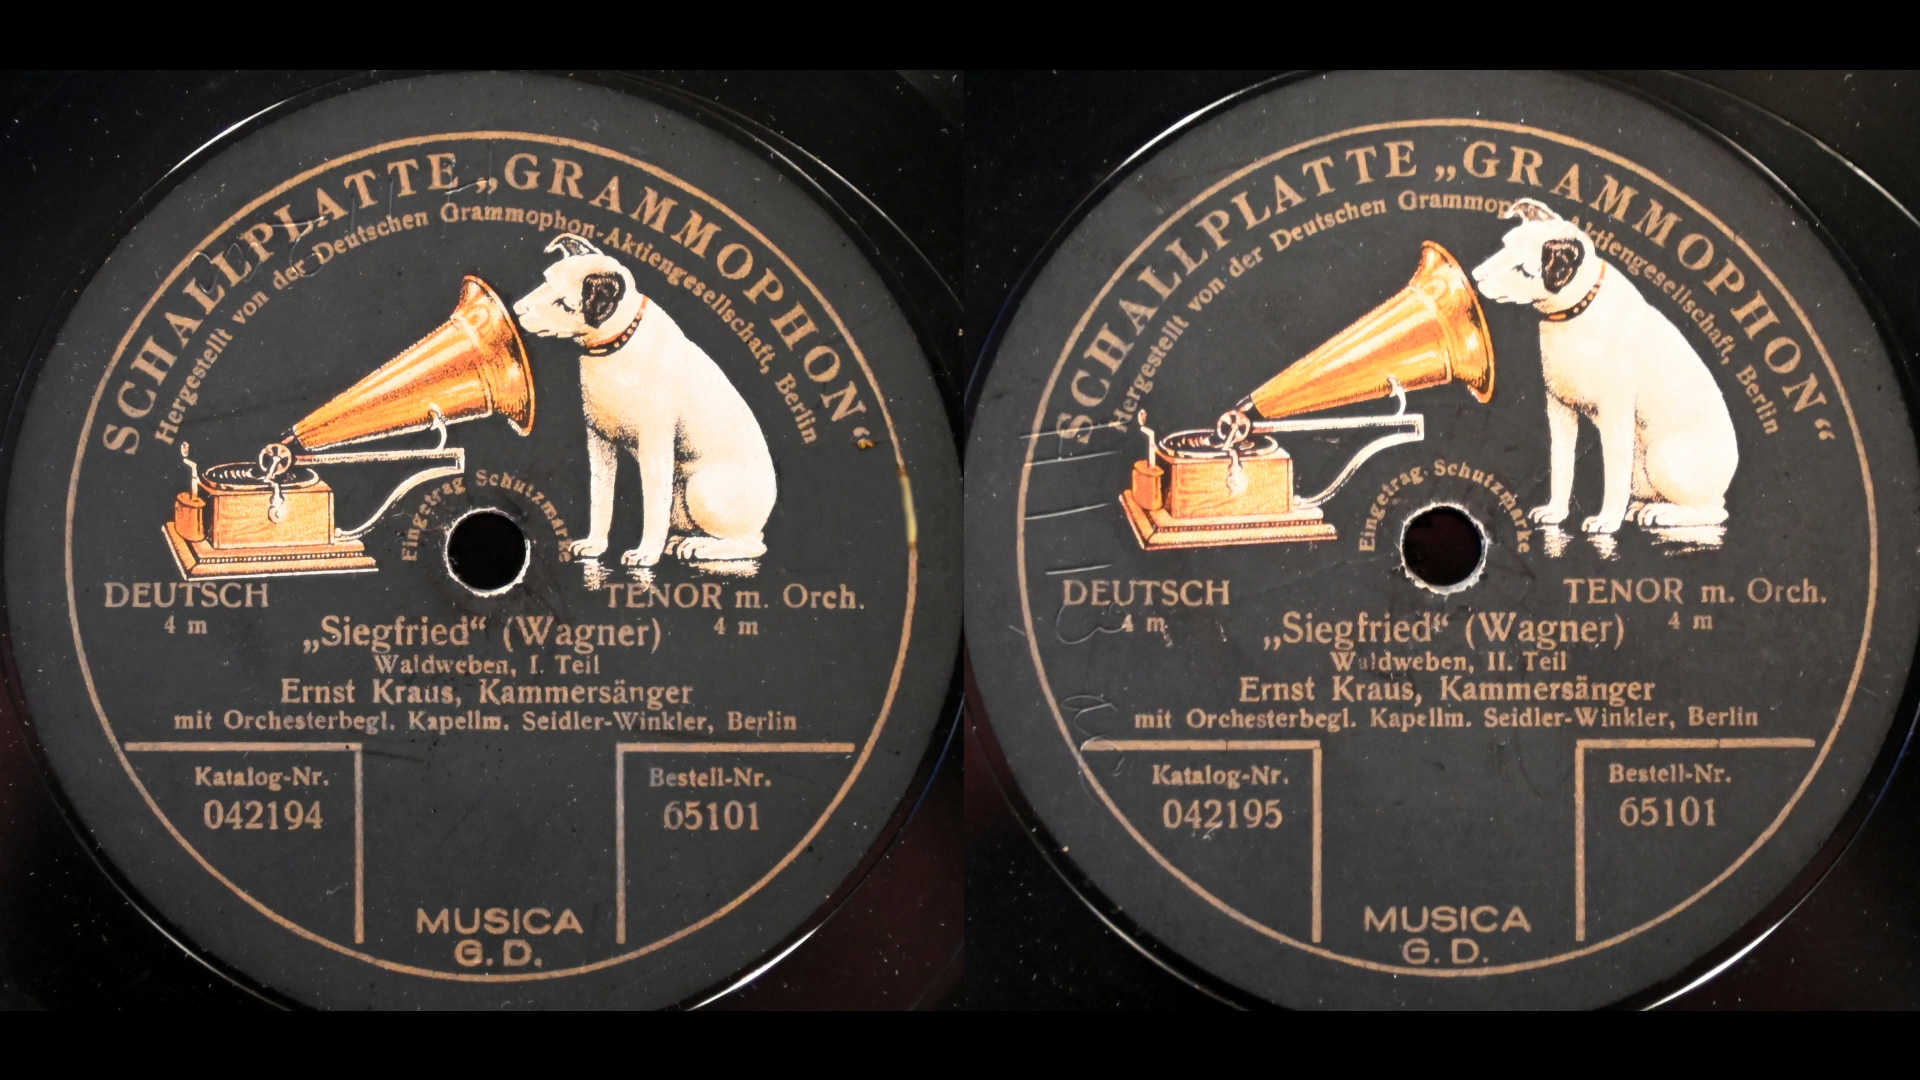 SCHALLPLATTE „GRAMMOPHON“
Hergestellt von der Deutschen Grammophon-Aktiengesellschaft, Berlin
Eingetrag. Schutzmarke
DEUTSCH
TENOR m. Orch.
4 m
4 m
„Siegfried“ (Wagner)
Waldweben, I. Teil
Ernst Kraus, Kammersänger
mit Orchesterbegl. Kapellm. Seidler-Winkler, Berlin
Katalog-Nr.
042194
Bestell-Nr.
65101
MUSICA
G. D.
SCHALLPLATTE „GRAMMOPHON“
Hergestellt von der Deutschen Grammop Aktiengesellschaft, Berlin
Eingetrag. Schutzmarke
DEUTSCH
TENOR m. Orch.
4 m
4 m
„Siegfried“ (Wagner)
Waldweben, II. Teil
Ernst Kraus, Kammersänger
mit Orchesterbegl. Kapellm. Seidler-Winkler, Berlin
Katalog-Nr.
042195
Bestell-Nr.
65101
MUSICA
G. D.